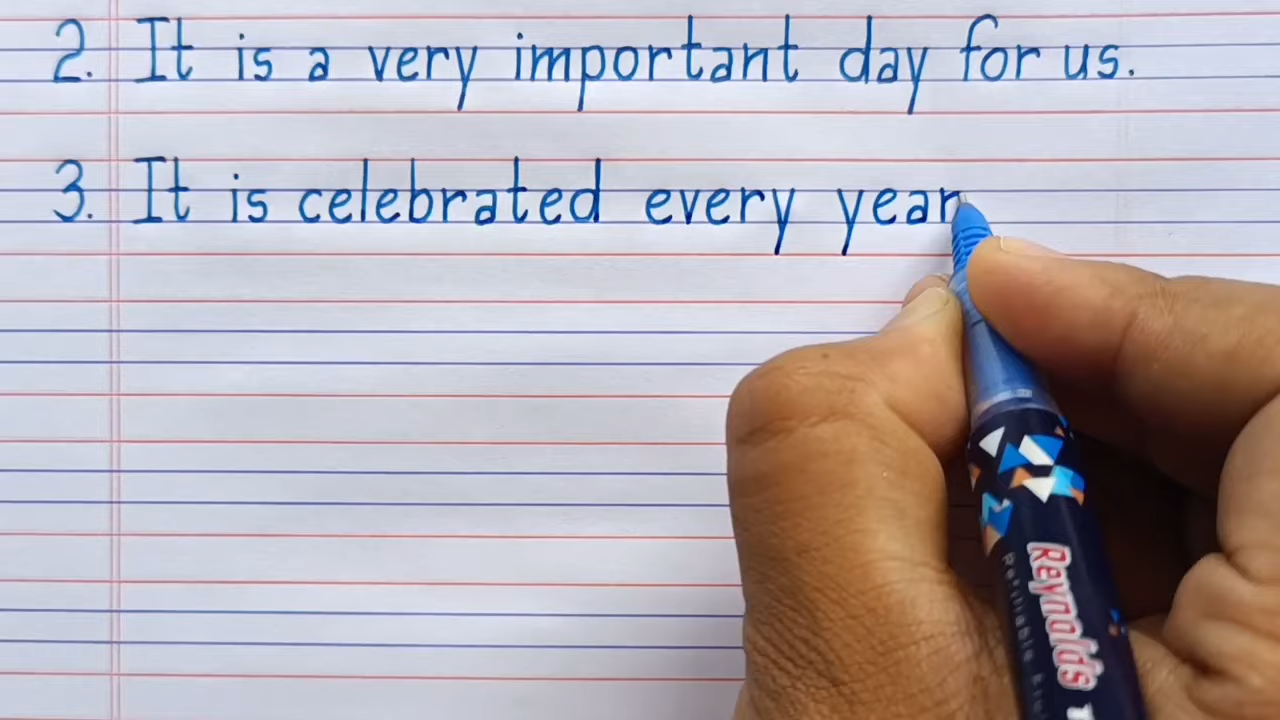 2. It is a very important day for us.
3. It is celebrated every year
Reynolds